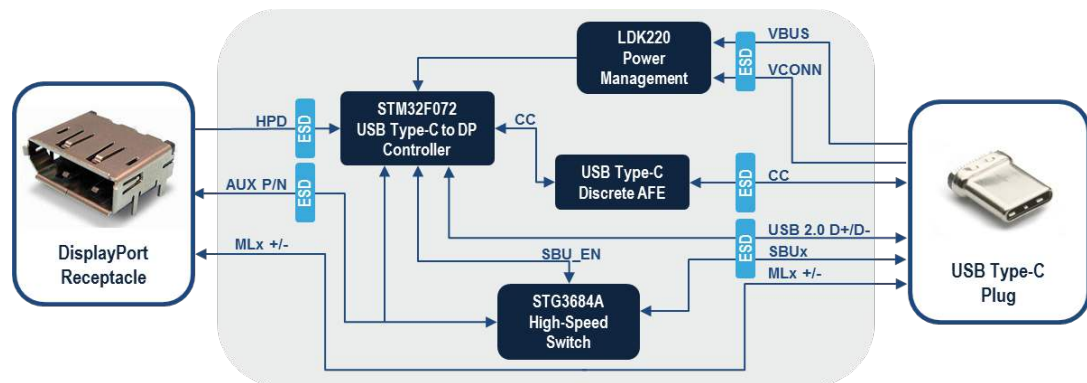 LDK220
Power
Management
ESD
VBUS
VCONN
STM32F072
USB Type-C to DP
Controller
HPD
ESD
CC
AUX P/N
ESD
USB Type-C
Discrete AFE
ESD
CC
DisplayPort
Receptacle
MLx +/-
SBU_EN
ESD
USB 2.0 D+/D-
SBUx
MLx +/-
USB Type-C
Plug
STG3684A
High-Speed
Switch